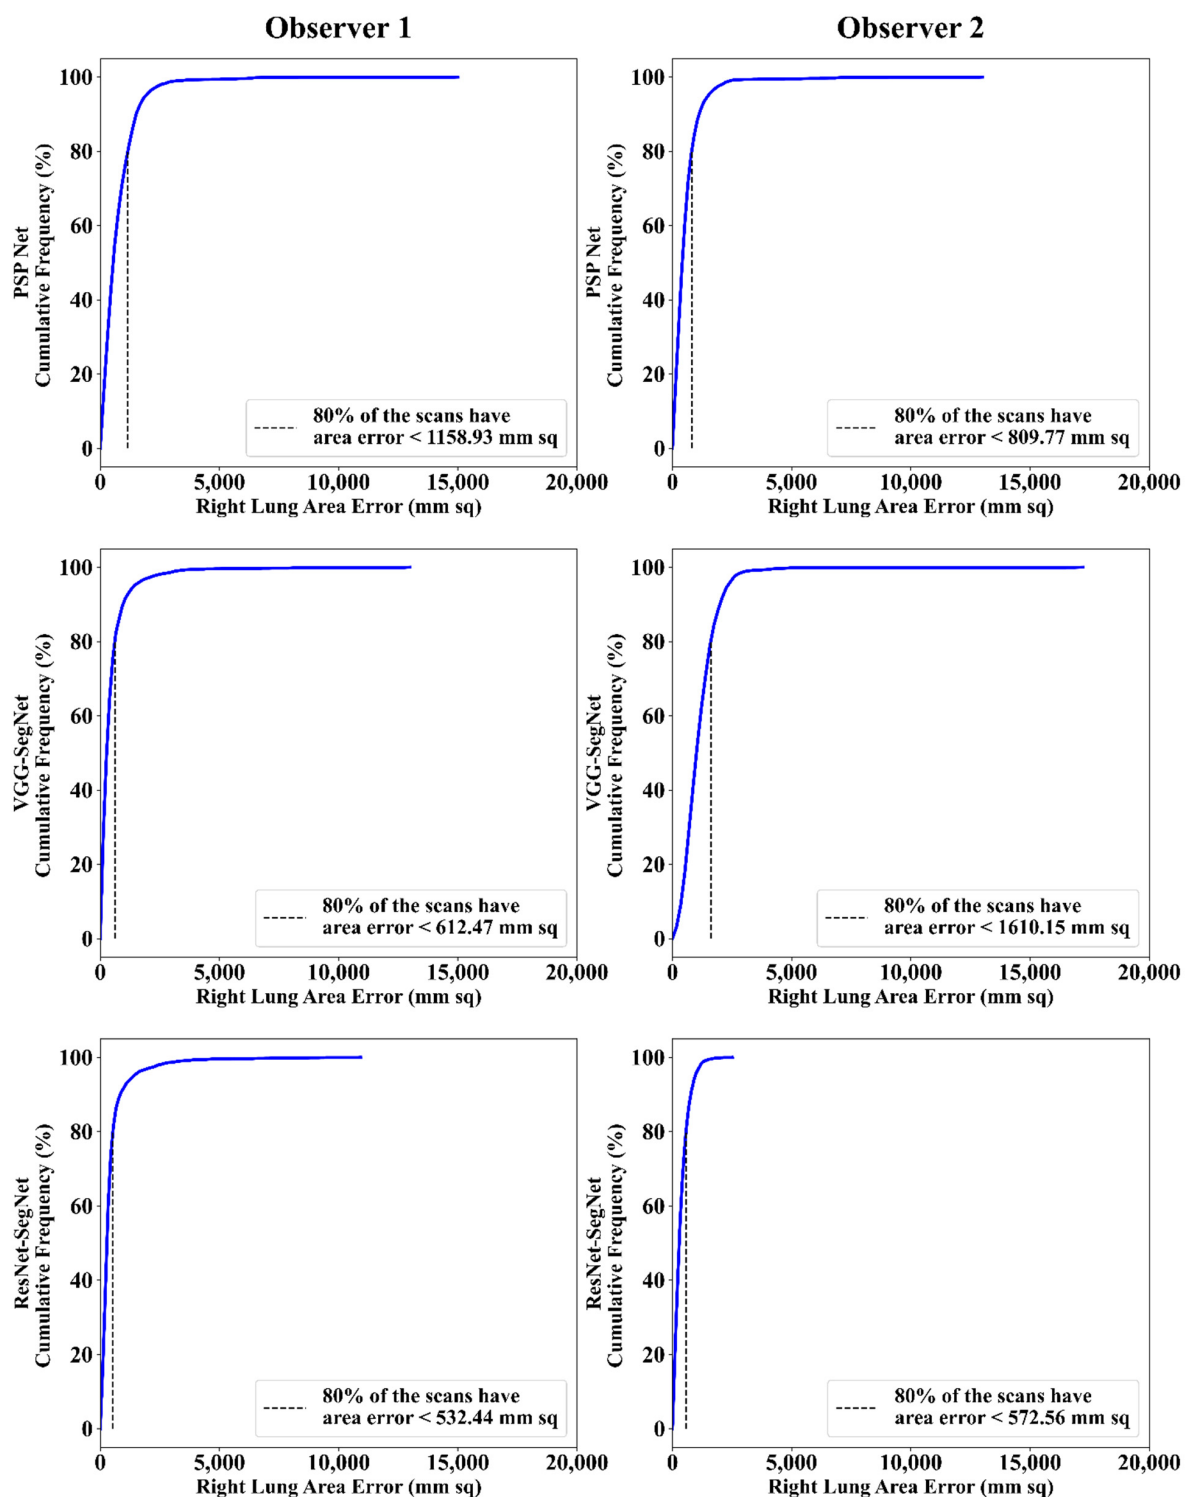 Observer 1
Observer 2
PSP Net
Cumulative Frequency (%)
100
80
60
40
20
0
80% of the scans have
area error < 1158.93 mm sq
0 5,000 10,000 15,000 20,000
Right Lung Area Error (mm sq)
PSP Net
Cumulative Frequency (%)
100
80
60
40
20
0
80% of the scans have
area error < 809.77 mm sq
0 5,000 10,000 15,000 20,000
Right Lung Area Error (mm sq)
VGG-SegNet
Cumulative Frequency (%)
100
80
60
40
20
0
80% of the scans have
area error < 612.47 mm sq
0 5,000 10,000 15,000 20,000
Right Lung Area Error (mm sq)
VGG-SegNet
Cumulative Frequency (%)
100
80
60
40
20
0
80% of the scans have
area error < 1610.15 mm sq
0 5,000 10,000 15,000 20,000
Right Lung Area Error (mm sq)
ResNet-SegNet
Cumulative Frequency (%)
100
80
60
40
20
0
80% of the scans have
area error < 532.44 mm sq
0 5,000 10,000 15,000 20,000
Right Lung Area Error (mm sq)
ResNet-SegNet
Cumulative Frequency (%)
100
80
60
40
20
0
80% of the scans have
area error < 572.56 mm sq
0 5,000 10,000 15,000 20,000
Right Lung Area Error (mm sq)